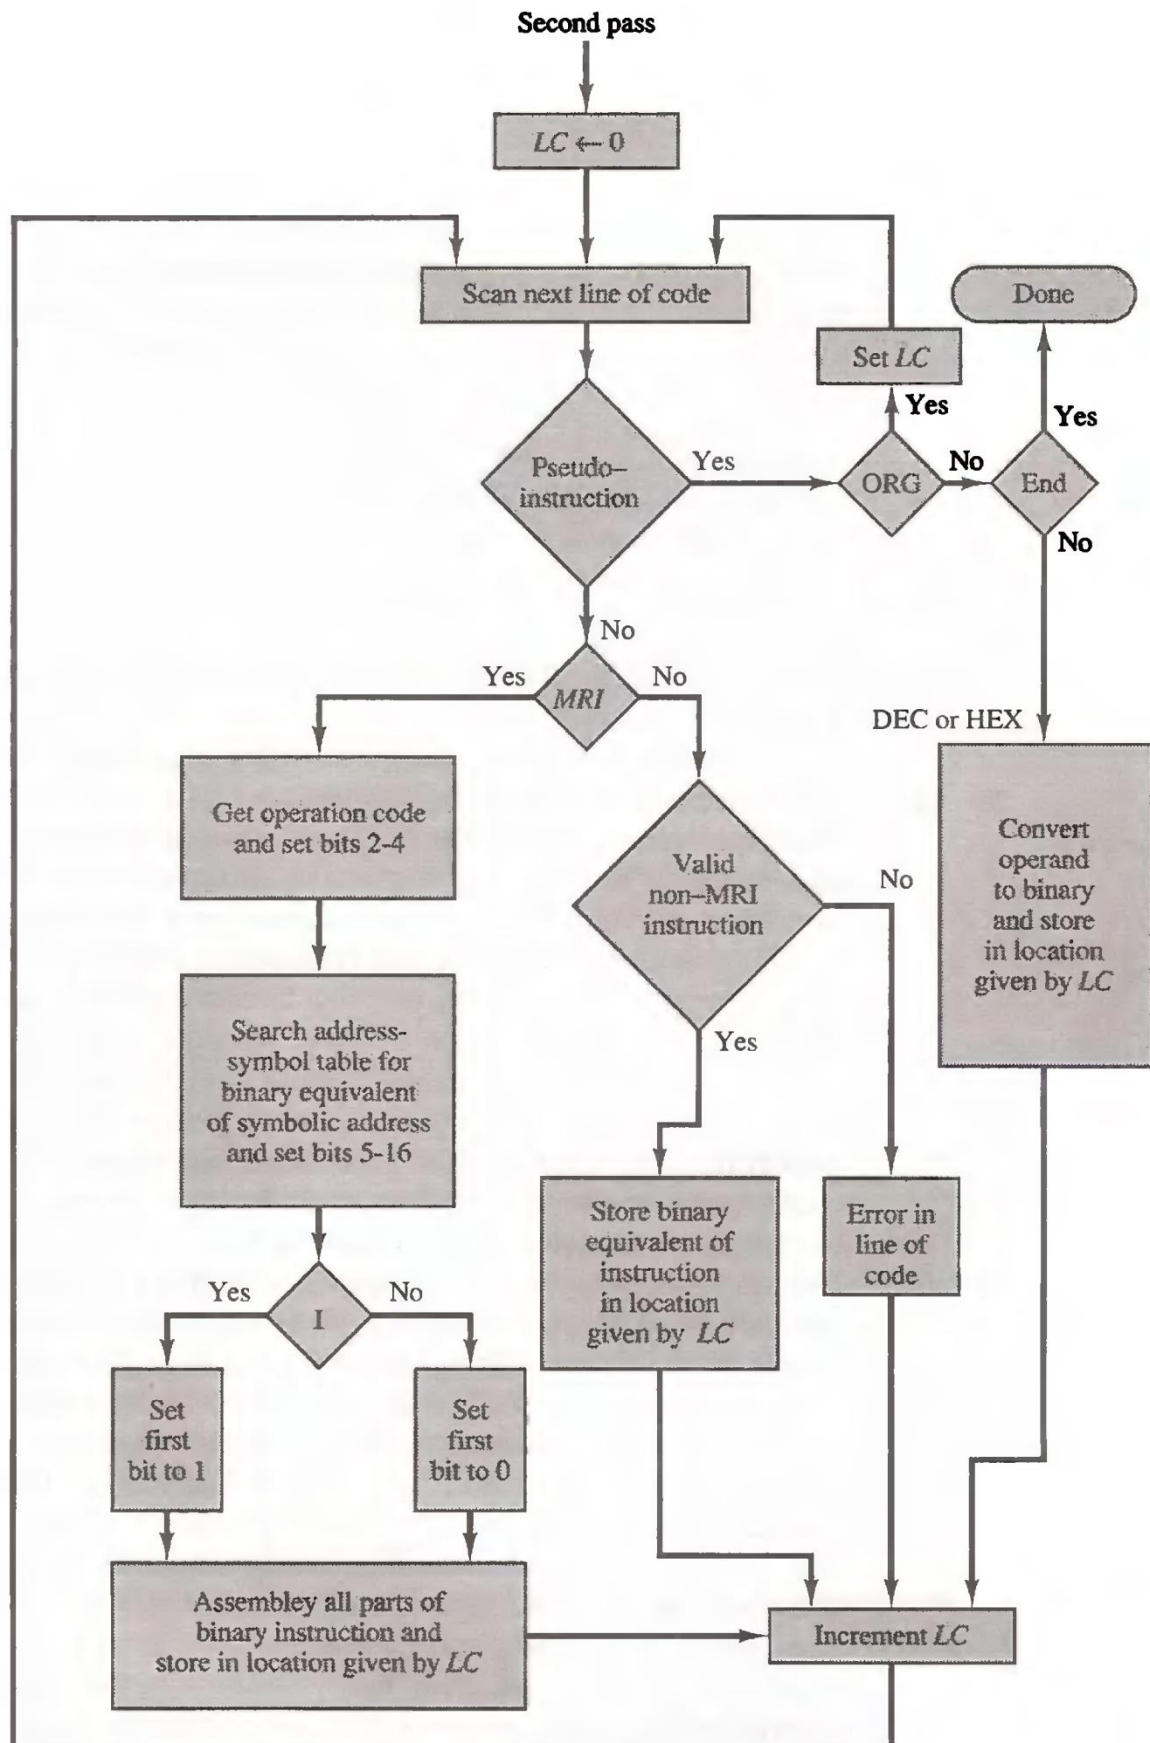 Second pass
LC ← 0
Scan next line of code
Done
Set LC
Yes
Yes
Pseudo–
instruction
Yes
ORG
No
End
No
No
Yes
MRI
No
DEC or HEX
Get operation code
and set bits 2-4
Valid
non–MRI
instruction
No
Convert
operand
to binary
and store
in location
given by LC
Search address-
symbol table for
binary equivalent
of symbolic address
and set bits 5-16
Yes
Store binary
equivalent of
instruction
in location
given by LC
Error in
line of
code
Yes
I
No
Set
first
bit to 1
Set
first
bit to 0
Assembley all parts of
binary instruction and
store in location given by LC
Increment LC